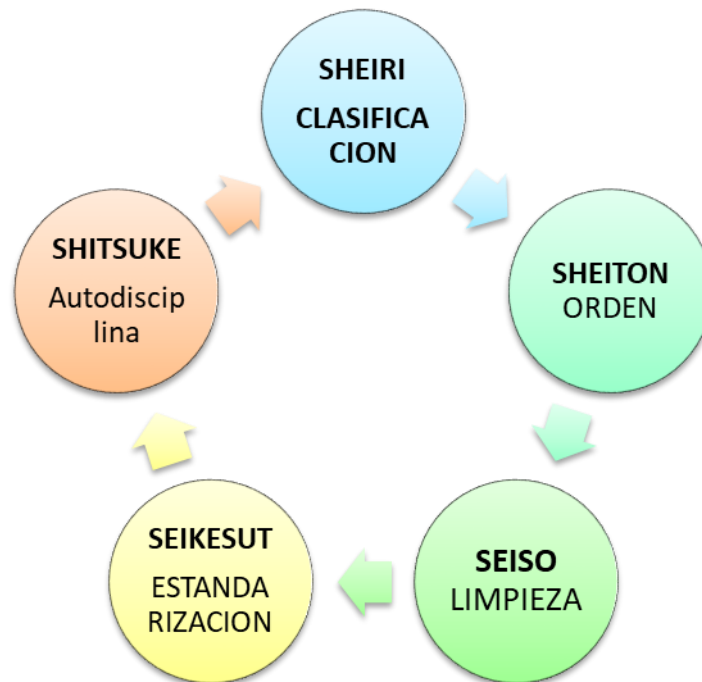 SHEIRI
CLASIFICA
CION
SHEITON
ORDEN
SEISO
LIMPIEZA
SEIKESUT
ESTANDA
RIZACION
SHITSUKE
Autodiscip
lina